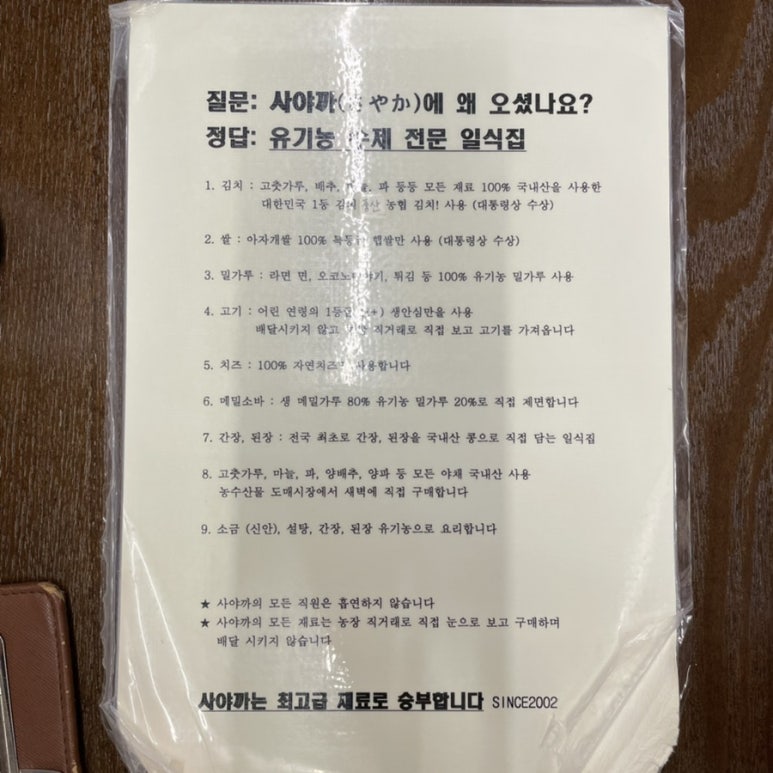 질문: 사야까( やか)에 왜 오셨나요?
정답: 유기농 수제 전문 일식집
1. 김치 : 고춧가루, 배추, 마늘, 파 등등 모든 재료 100% 국내산을 사용한
대한민국 1등 농협 김치! 사용 (대통령상 수상)
2. 쌀 : 아자개쌀 100% 햅쌀만 사용 (대통령상 수상)
3. 밀가루 : 라면 면, 오코노미야끼, 튀김 등 100% 유기농 밀가루 사용
4. 고기 : 어린 연령의 생안심만을 사용
배달시키지 않고 직거래로 직접 보고 고기를 가져옵니다
5. 치즈 : 100% 자연치즈만 사용합니다
6. 메밀소바 : 생 메밀가루 80% 유기농 밀가루 20%로 직접 제면합니다
7. 간장, 된장 : 전국 최초로 간장, 된장을 국내산 콩으로 직접 담는 일식집
8. 고춧가루, 마늘, 파, 양배추, 양파 등 모든 야채 국내산 사용
농수산물 도매시장에서 새벽에 직접 구매합니다
9. 소금 (신안), 설탕, 간장, 된장 유기농으로 요리합니다
★ 사야까의 모든 직원은 흡연하지 않습니다
★ 사야까의 모든 재료는 농장 직거래로 직접 눈으로 보고 구매하며
배달 시키지 않습니다
사야까는 최고급 재료로 승부합니다 SINCE2002